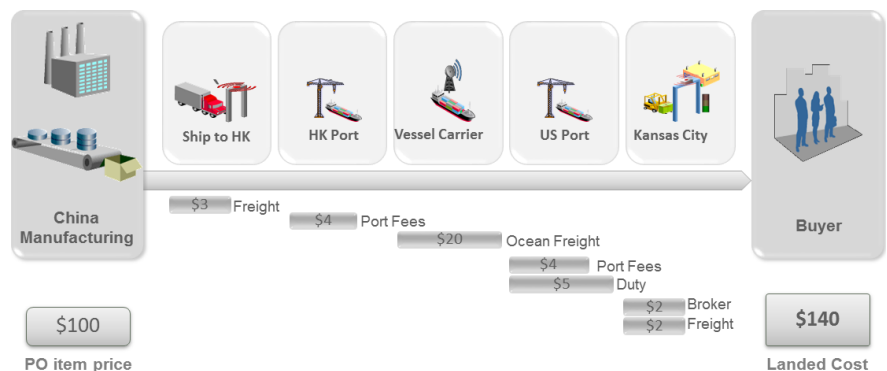 Ship to HK
HK Port
Vessel Carrier
US Port
Kansas City
China
Manufacturing
Buyer
$3 Freight
$4 Port Fees
$20 Ocean Freight
$4 Port Fees
$5 Duty
$2 Broker
$2 Freight
$100
PO item price
$140
Landed Cost